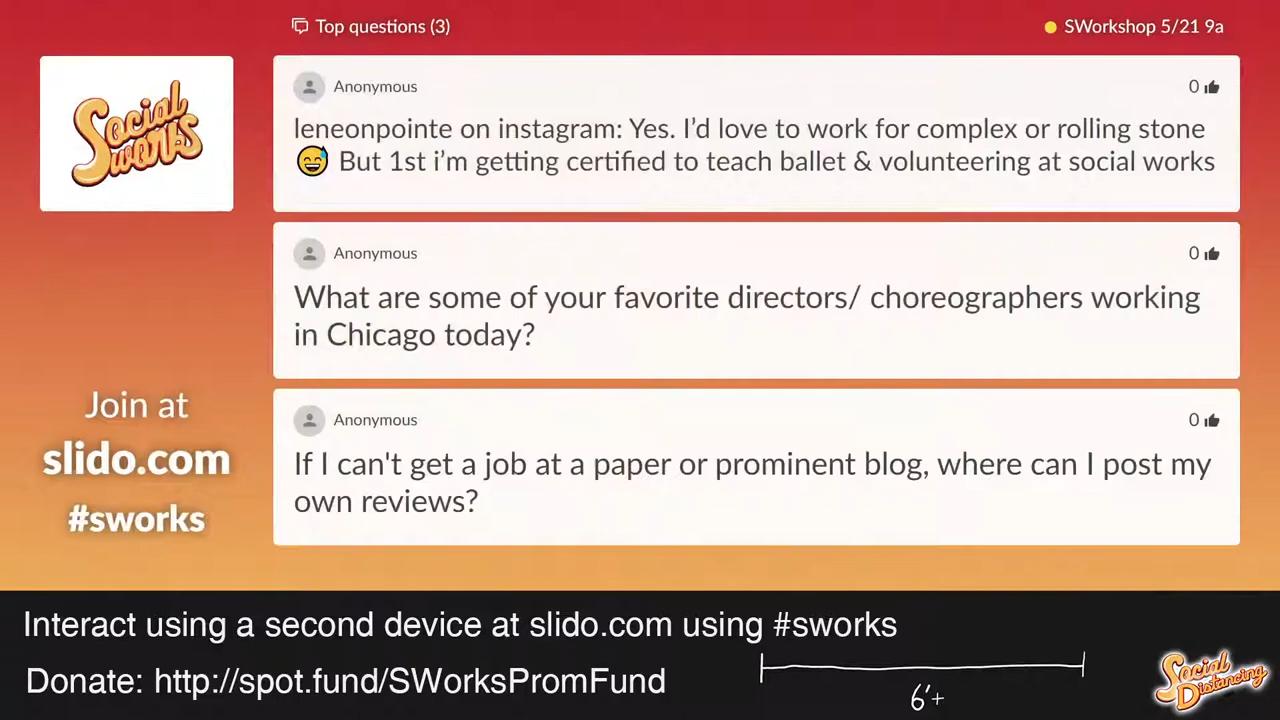 Top questions (3)
SWorkshop 5/21 9a
Social
Sworks
Anonymous
0
leneonpointe on instagram: Yes. I’d love to work for complex or rolling stone
😅 But 1st i’m getting certified to teach ballet & volunteering at social works
Anonymous
0
What are some of your favorite directors/ choreographers working
in Chicago today?
Anonymous
0
If I can't get a job at a paper or prominent blog, where can I post my
own reviews?
Join at
slido.com
#sworks
Interact using a second device at slido.com using #sworks
Donate: http://spot.fund/SWorksPromFund
6'+
Social
Distancing